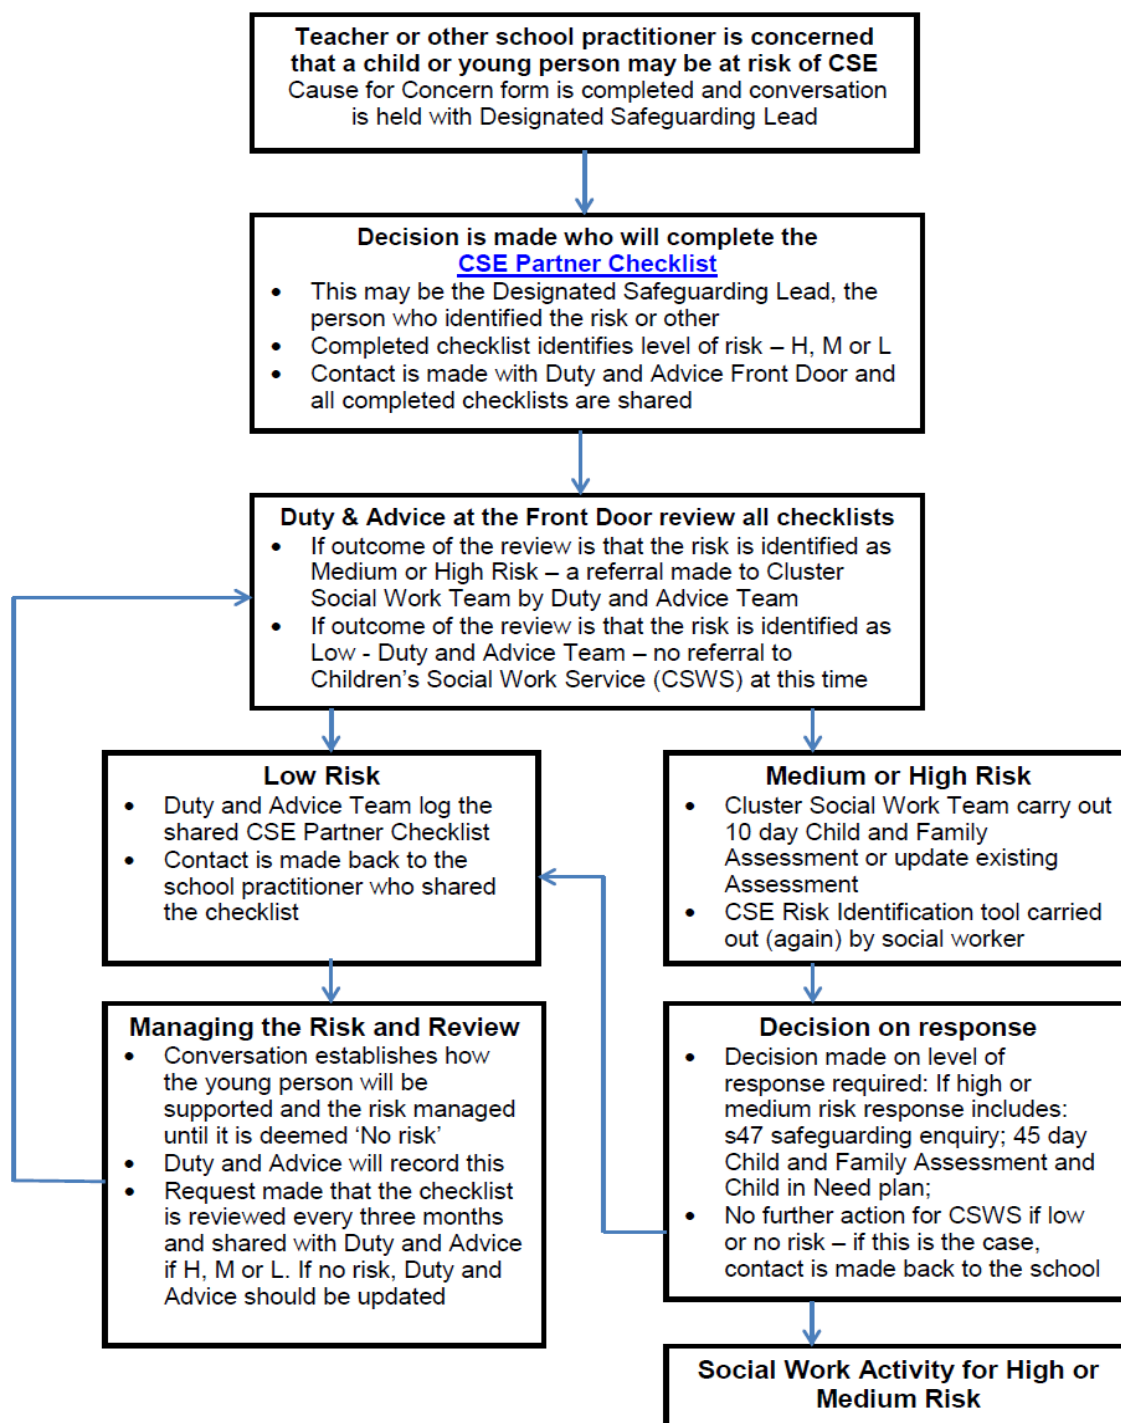 Teacher or other school practitioner is concerned
that a child or young person may be at risk of CSE
Cause for Concern form is completed and conversation
is held with Designated Safeguarding Lead
Decision is made who will complete the
CSE Partner Checklist
• This may be the Designated Safeguarding Lead, the
person who identified the risk or other
• Completed checklist identifies level of risk – H, M or L
• Contact is made with Duty and Advice Front Door and
all completed checklists are shared
Duty & Advice at the Front Door review all checklists
• If outcome of the review is that the risk is identified as
Medium or High Risk – a referral made to Cluster
Social Work Team by Duty and Advice Team
• If outcome of the review is that the risk is identified as
Low - Duty and Advice Team – no referral to
Children's Social Work Service (CSWS) at this time
Low Risk
• Duty and Advice Team log the
shared CSE Partner Checklist
• Contact is made back to the
school practitioner who shared
the checklist
Medium or High Risk
• Cluster Social Work Team carry out
10 day Child and Family
Assessment or update existing
Assessment
• CSE Risk Identification tool carried
out (again) by social worker
Managing the Risk and Review
• Conversation establishes how
the young person will be
supported and the risk managed
until it is deemed 'No risk'
• Duty and Advice will record this
• Request made that the checklist
is reviewed every three months
and shared with Duty and Advice
if H, M or L. If no risk, Duty and
Advice should be updated
Decision on response
• Decision made on level of
response required: If high or
medium risk response includes:
s47 safeguarding enquiry; 45 day
Child and Family Assessment and
Child in Need plan;
• No further action for CSWS if low
or no risk – if this is the case,
contact is made back to the school
Social Work Activity for High or
Medium Risk